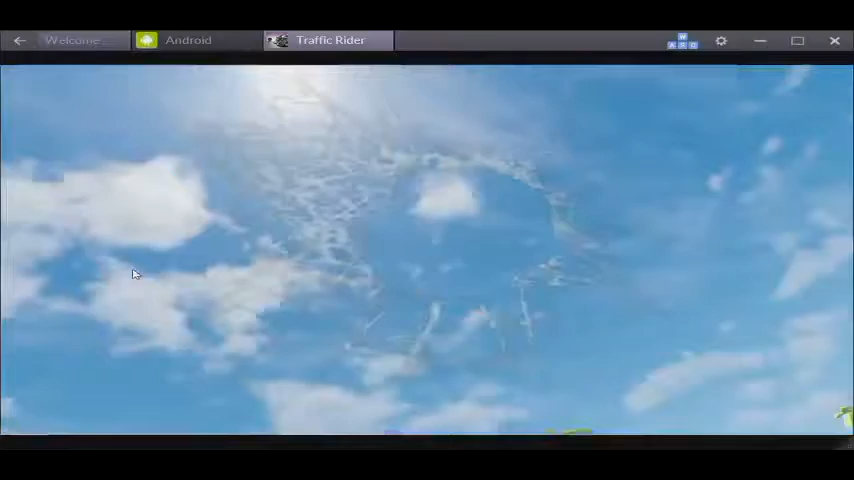 Welcome...
Android
Traffic Rider
W
A S D